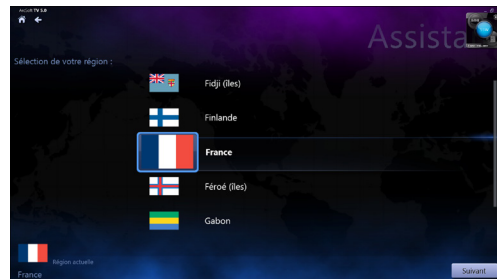 ArcSoft TV 5.0
Assista
Sélection de votre région :
Fidji (îles)
Finlande
France
Féroé (îles)
Gabon
Région actuelle
France
Suivant